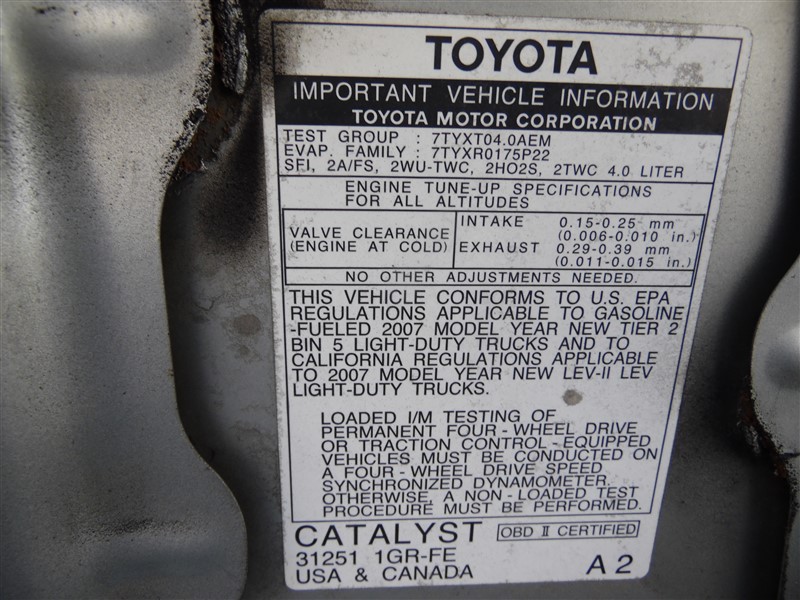 TOYOTA
IMPORTANT VEHICLE INFORMATION
TOYOTA MOTOR CORPORATION
TEST GROUP : 7TYXT04.0AEM
EVAP. FAMILY : 7TYXR0175P22
SFI, 2A/FS, 2WU-TWC, 2HO2S, 2TWC 4.0 LITER
ENGINE TUNE-UP SPECIFICATIONS
FOR ALL ALTITUDES
VALVE CLEARANCE
(ENGINE AT COLD)
INTAKE 0.15-0.25 mm
(0.006-0.010 in.)
EXHAUST 0.29-0.39 mm
(0.011-0.015 in.)
NO OTHER ADJUSTMENTS NEEDED.
THIS VEHICLE CONFORMS TO U.S. EPA
REGULATIONS APPLICABLE TO GASOLINE
-FUELED 2007 MODEL YEAR NEW TIER 2
BIN 5 LIGHT-DUTY TRUCKS AND TO
CALIFORNIA REGULATIONS APPLICABLE
TO 2007 MODEL YEAR NEW LEV-II LEV
LIGHT-DUTY TRUCKS.
LOADED I/M TESTING OF
PERMANENT FOUR-WHEEL DRIVE
OR TRACTION CONTROL-EQUIPPED
VEHICLES MUST BE CONDUCTED ON
A FOUR-WHEEL DRIVE SPEED
SYNCHRONIZED DYNAMOMETER.
OTHERWISE, A NON-LOADED TEST
PROCEDURE MUST BE PERFORMED.
CATALYST OBD II CERTIFIED
31251 1GR-FE
USA & CANADA A2